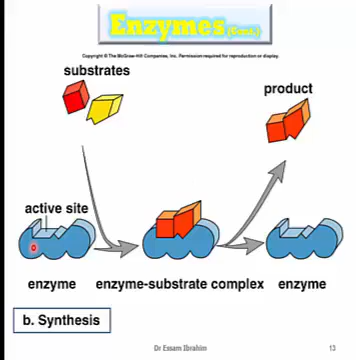 Enzymes (Cont.)
Copyright © The McGraw-Hill Companies, Inc. Permission required for reproduction or display.
substrates
product
active site
enzyme
enzyme-substrate complex
enzyme
b. Synthesis
Dr Essam Ibrahim
13